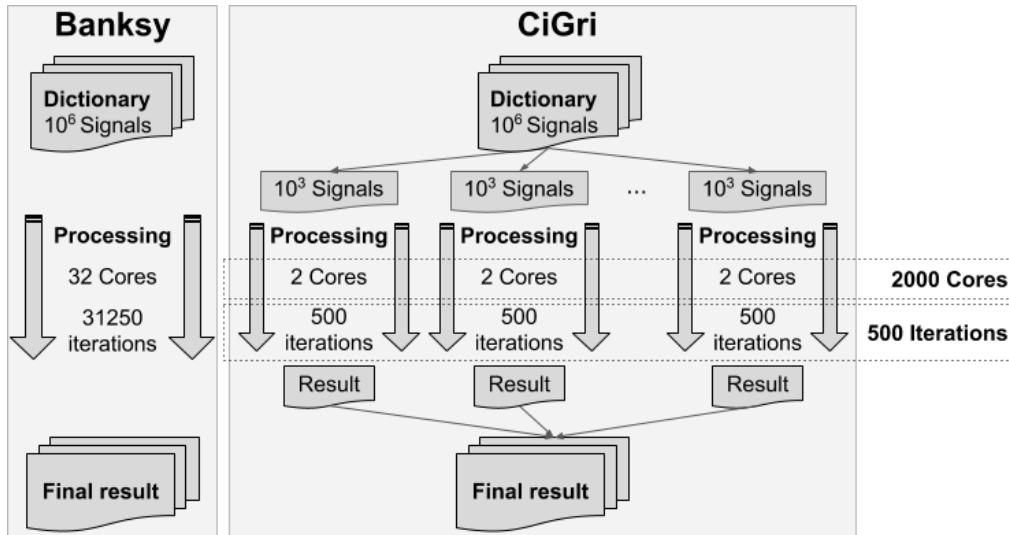 Banksy
Dictionary
10⁶ Signals
Processing
32 Cores
31250
iterations
Final result
CiGri
Dictionary
10⁶ Signals
10³ Signals
10³ Signals
...
10³ Signals
Processing
Processing
Processing
2 Cores
2 Cores
2 Cores
2000 Cores
500
iterations
500
iterations
500
iterations
500 Iterations
Result
Result
Result
Final result